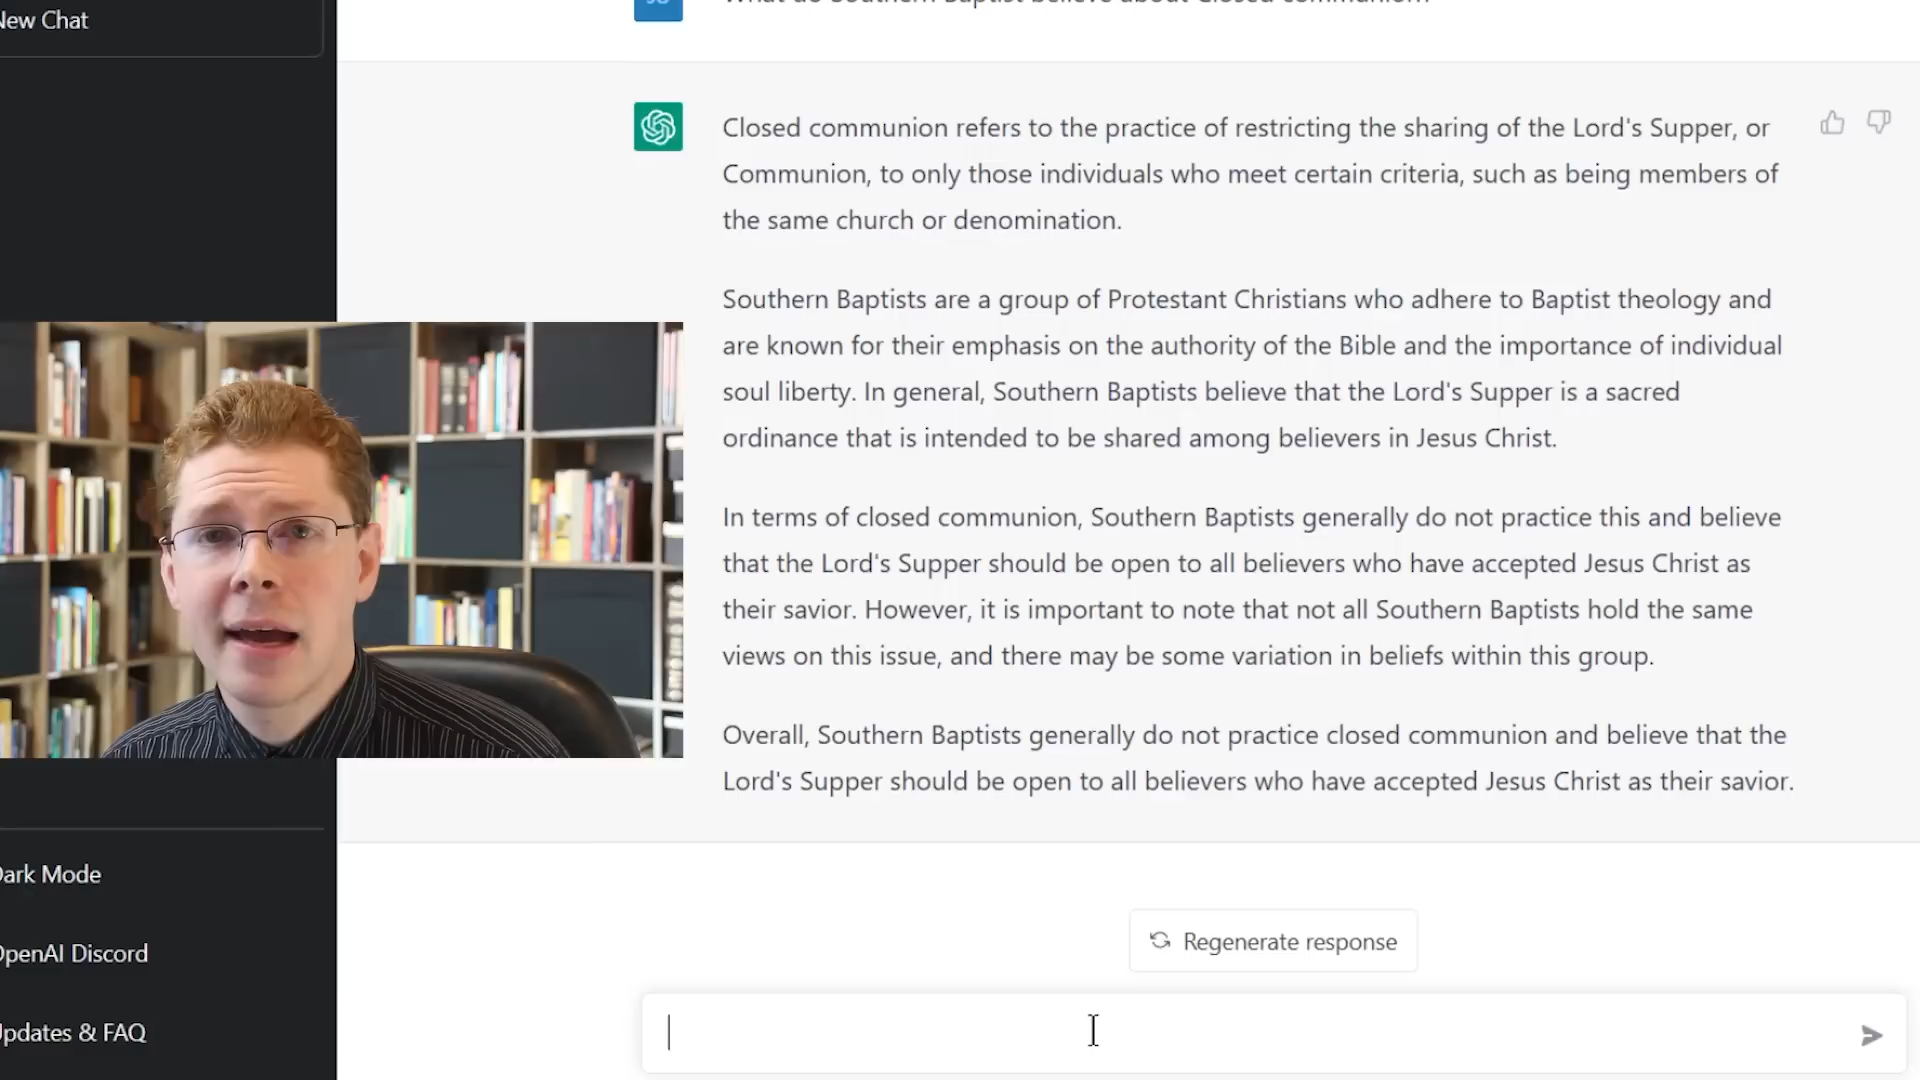 New Chat
What do Southern Baptist believe about Closed communion?
Closed communion refers to the practice of restricting the sharing of the Lord's Supper, or
Communion, to only those individuals who meet certain criteria, such as being members of
the same church or denomination.
Southern Baptists are a group of Protestant Christians who adhere to Baptist theology and
are known for their emphasis on the authority of the Bible and the importance of individual
soul liberty. In general, Southern Baptists believe that the Lord's Supper is a sacred
ordinance that is intended to be shared among believers in Jesus Christ.
In terms of closed communion, Southern Baptists generally do not practice this and believe
that the Lord's Supper should be open to all believers who have accepted Jesus Christ as
their savior. However, it is important to note that not all Southern Baptists hold the same
views on this issue, and there may be some variation in beliefs within this group.
Overall, Southern Baptists generally do not practice closed communion and believe that the
Lord's Supper should be open to all believers who have accepted Jesus Christ as their savior.
Dark Mode
OpenAI Discord
Updates & FAQ
Regenerate response